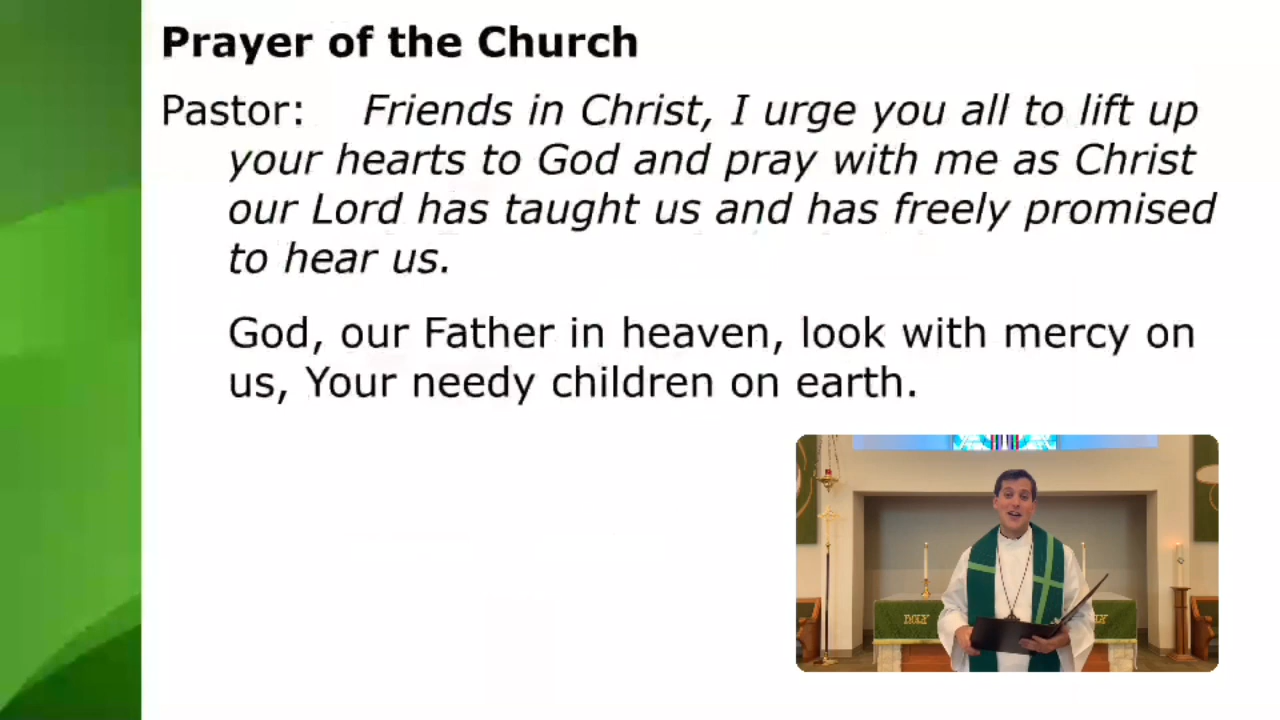 Prayer of the Church
Pastor: Friends in Christ, I urge you all to lift up
your hearts to God and pray with me as Christ
our Lord has taught us and has freely promised
to hear us.
God, our Father in heaven, look with mercy on
us, Your needy children on earth.
HOLY